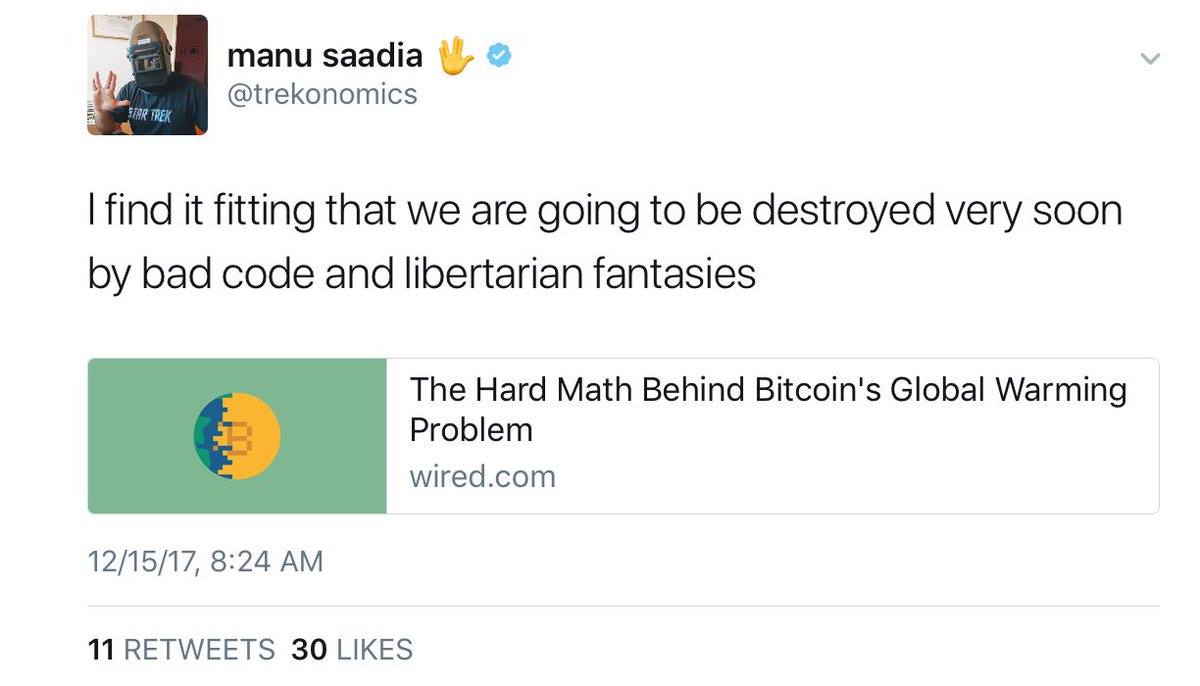 manu saadia 🖖
@trekonomics
STAR TREK
I find it fitting that we are going to be destroyed very soon
by bad code and libertarian fantasies
The Hard Math Behind Bitcoin's Global Warming
Problem
wired.com
12/15/17, 8:24 AM
11 RETWEETS 30 LIKES